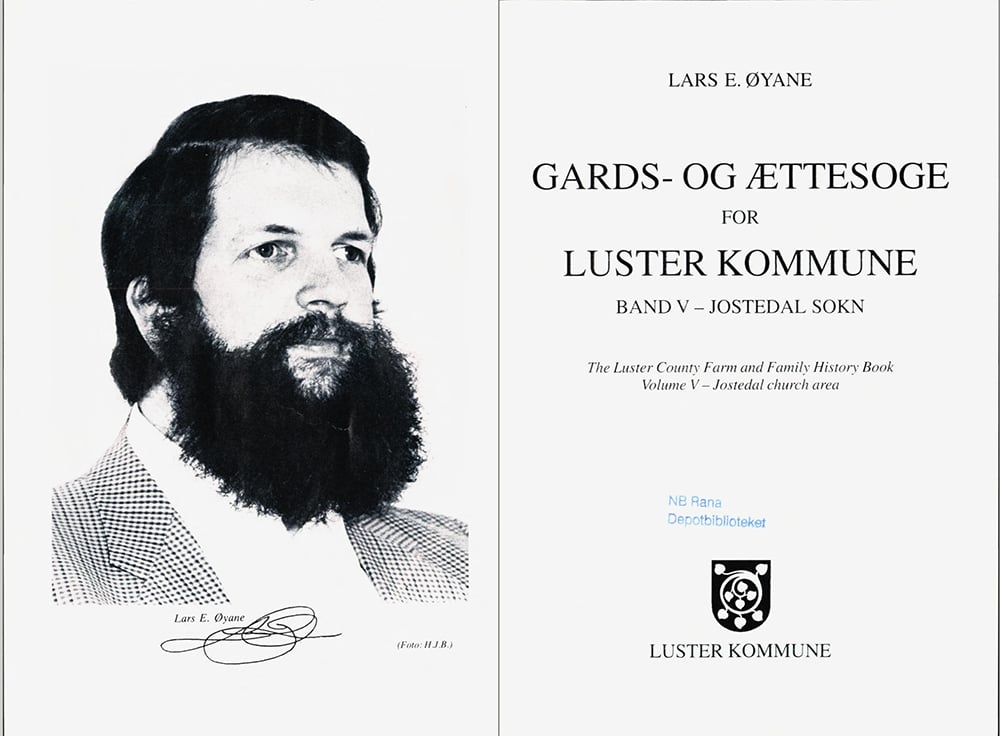 Lars E. Øyane
(Foto: H.J.B.)
LARS E. ØYANE
GARDS- OG ÆTTESOGE
FOR
LUSTER KOMMUNE
BAND V – JOSTEDAL SOKN
The Luster County Farm and Family History Book
Volume V – Jostedal church area
NB Rana
Depotbiblioteket
LUSTER KOMMUNE